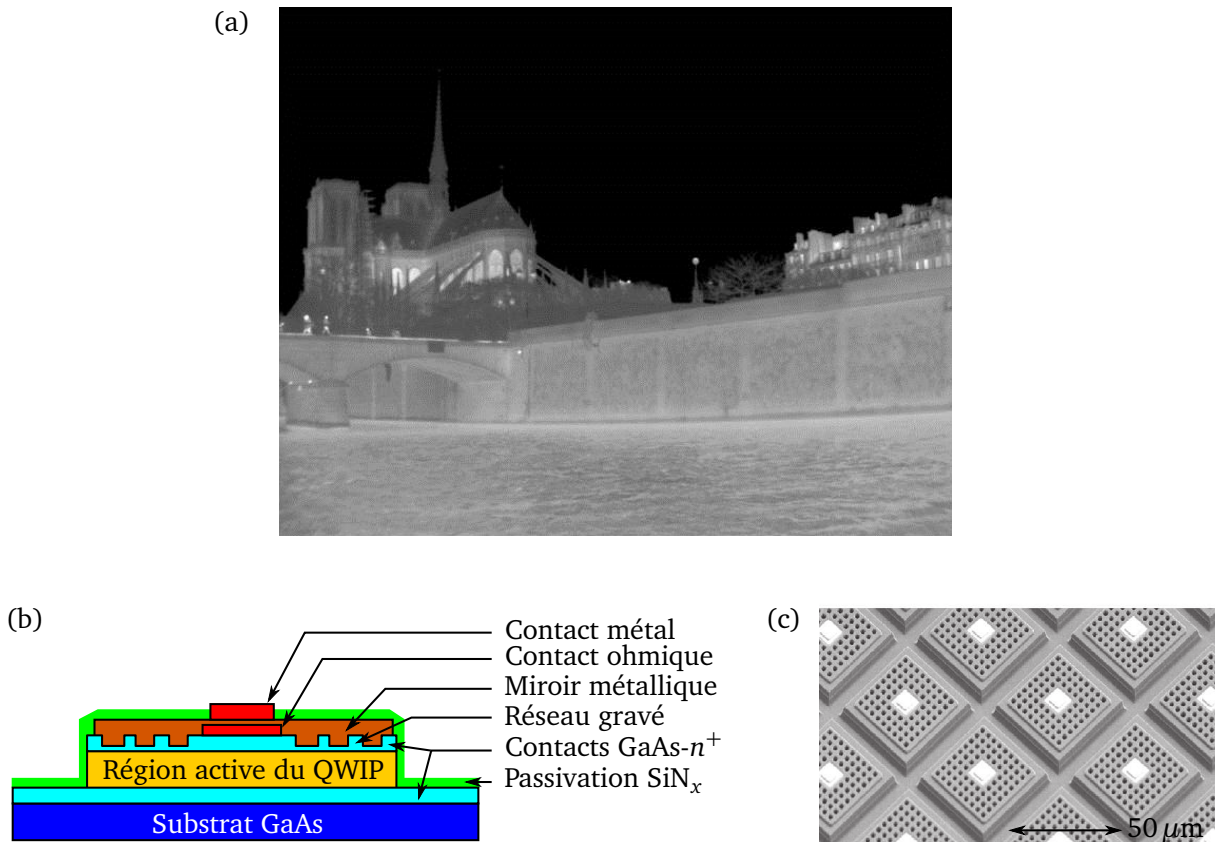 (a)
(b)
Contact métal
Contact ohmique
Miroir métallique
Réseau gravé
Contacts GaAs-n⁺
Passivation SiNₓ
Région active du QWIP
Substrat GaAs
(c)
50 μm